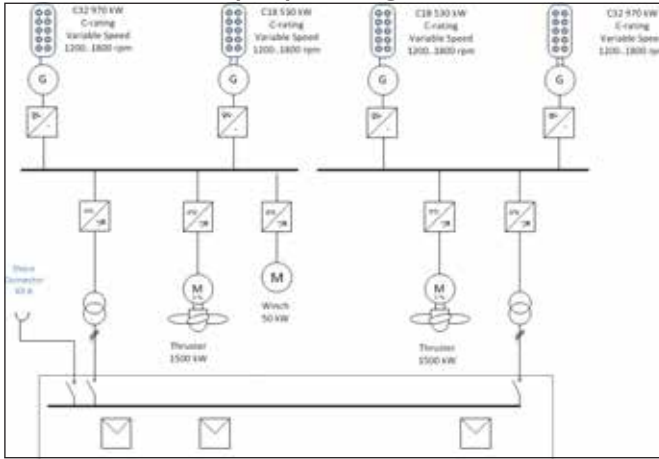 C32 970 kW
C-rating
Variable Speed
1200..1800 rpm
C18 530 kW
C-rating
Variable Speed
1200..1800 rpm
C18 530 kW
C-rating
Variable Speed
1200..1800 rpm
C32 970 kW
C-rating
Variable Speed
1200..1800 rpm
G
G
G
G
M
Winch
50 kW
M
Thruster
1500 kW
M
Thruster
1500 kW
Shore